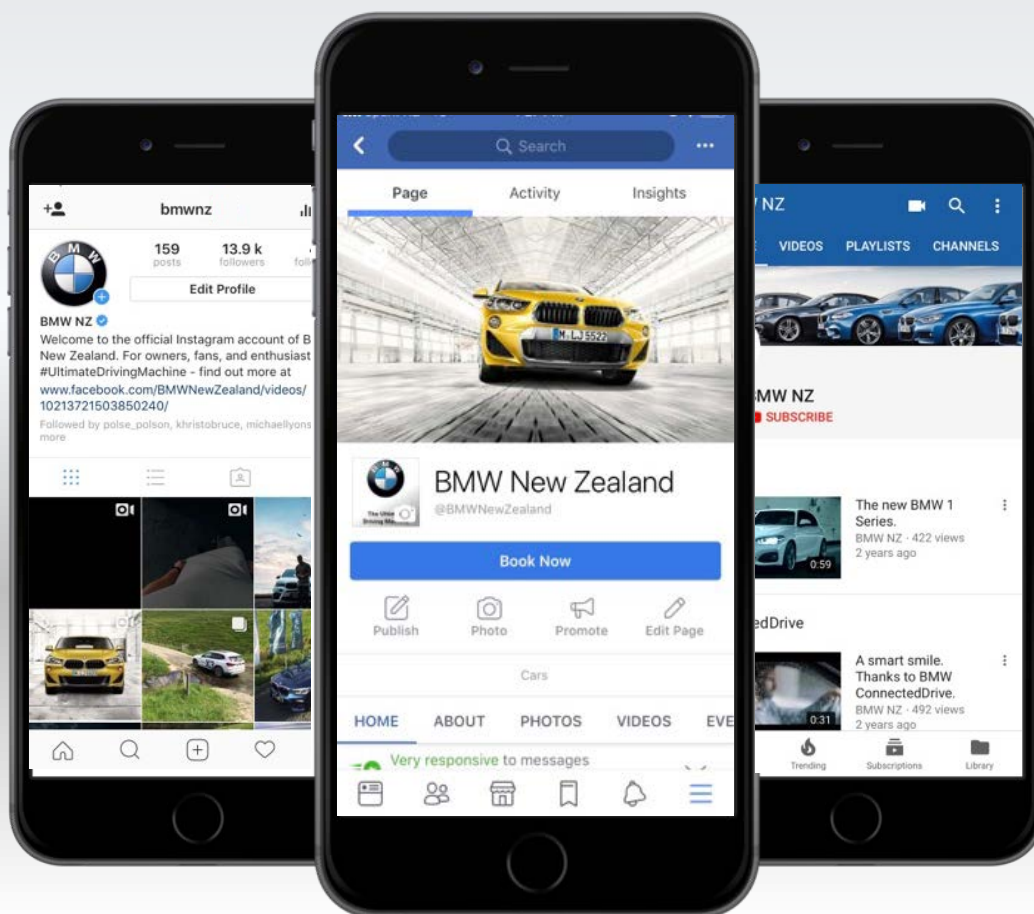 bmwnz
159
13.9 k
posts
followers
Edit Profile
BMW NZ
Welcome to the official Instagram account of B
New Zealand. For owners, fans, and enthusiast
#UltimateDrivingMachine - find out more at
www.facebook.com/BMWNewZealand/videos/
10213721503850240/
Followed by polse_polson, khristobruce, michaellyons
more
Search
Page Activity Insights
M·LJ 5522
BMW
BMW New Zealand
@BMWNewZealand
Book Now
Publish Photo Promote Edit Page
Cars
HOME ABOUT PHOTOS VIDEOS EVE
Very responsive to messages
NZ
VIDEOS PLAYLISTS CHANNELS
MW NZ
SUBSCRIBE
The new BMW 1
Series.
BMW NZ · 422 views
2 years ago
0:59
edDrive
A smart smile.
Thanks to BMW
ConnectedDrive.
BMW NZ · 492 views
2 years ago
0:31
Trending Subscriptions Library